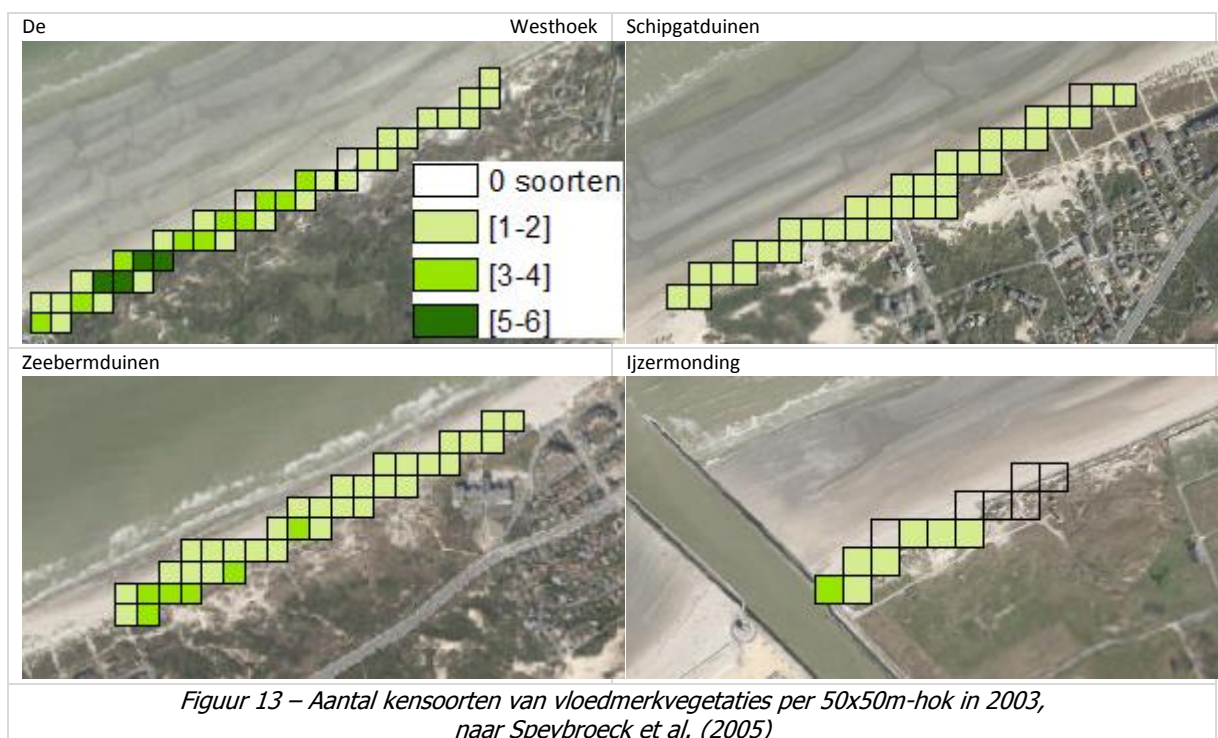 De Westhoek
Schipgatduinen
0 soorten
[1-2]
[3-4]
[5-6]
Zeebermduinen
Ijzermonding
Figuur 13 – Aantal kensoorten van vloedmerkvegetaties per 50x50m-hok in 2003,
naar Speybroeck et al. (2005)